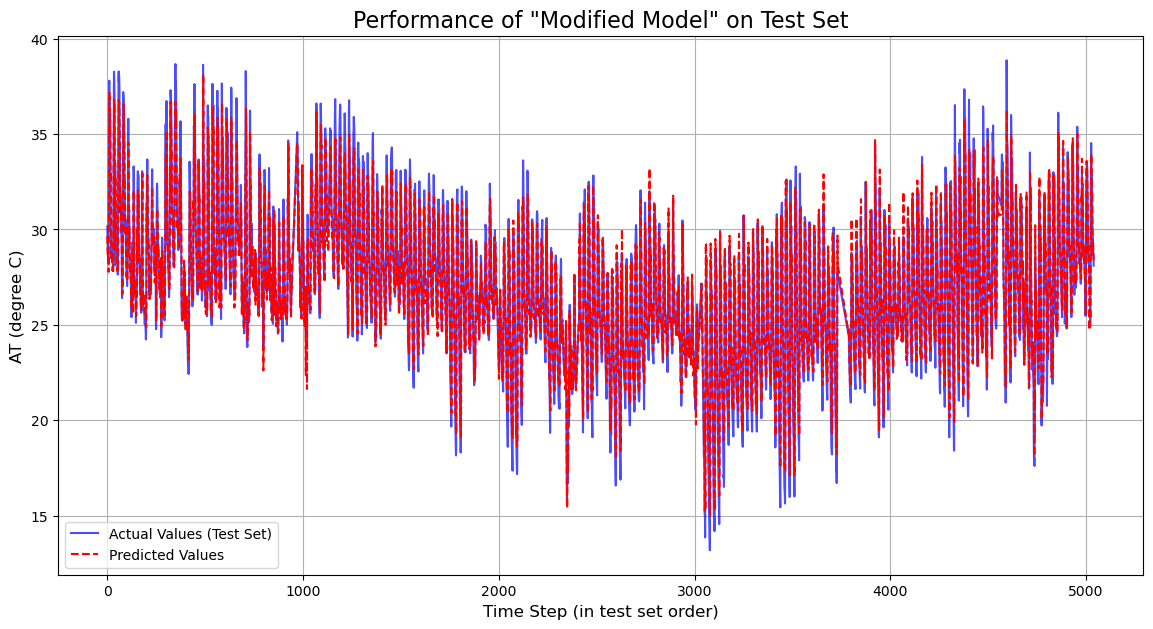 Performance of "Modified Model" on Test Set
AT (degree C)
40
35
30
25
20
15
Actual Values (Test Set)
Predicted Values
0 1000 2000 3000 4000 5000
Time Step (in test set order)